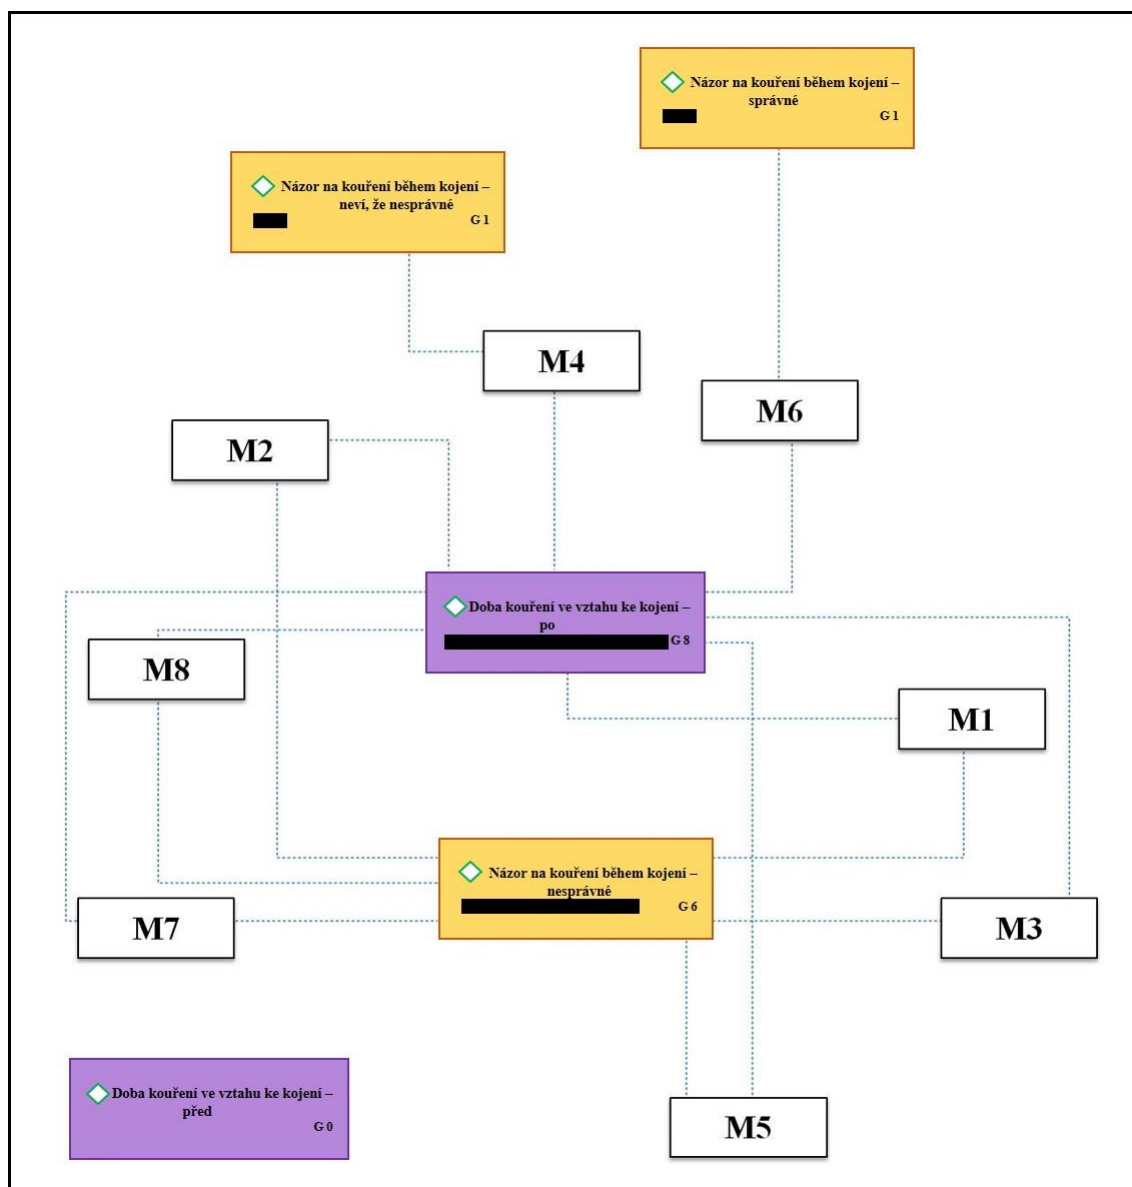 Názor na kouření během kojení –
správné
G 1
Názor na kouření během kojení –
neví, že nesprávné
G 1
M4
M6
M2
Doba kouření ve vztahu ke kojení –
po
G 8
M8
M1
Názor na kouření během kojení –
nesprávné
G 6
M7
M3
Doba kouření ve vztahu ke kojení –
před
G 0
M5